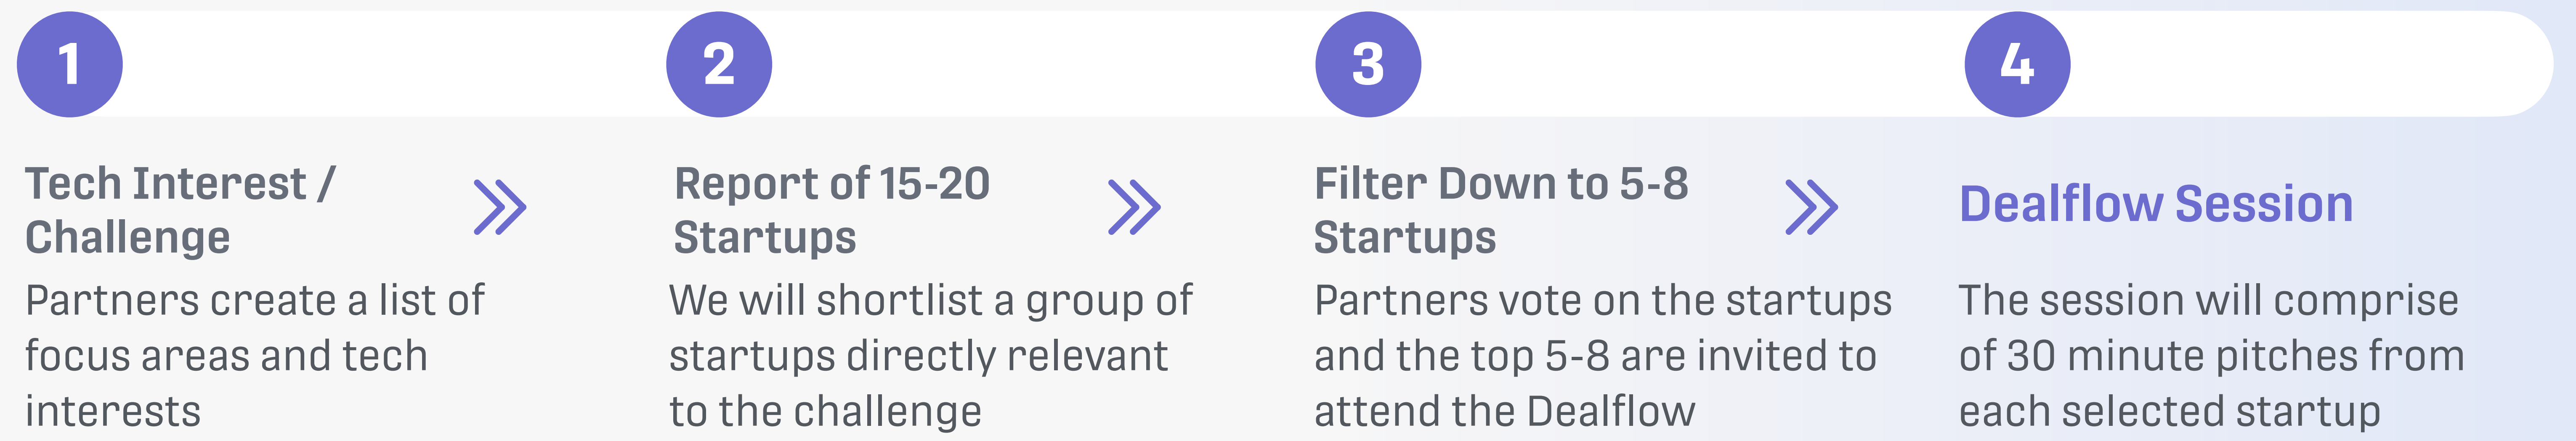 1
2
3
4
Tech Interest /
Challenge
Partners create a list of
focus areas and tech
interests
Report of 15-20
Startups
We will shortlist a group of
startups directly relevant
to the challenge
Filter Down to 5-8
Startups
Partners vote on the startups
and the top 5-8 are invited to
attend the Dealflow
Dealflow Session
The session will comprise
of 30 minute pitches from
each selected startup